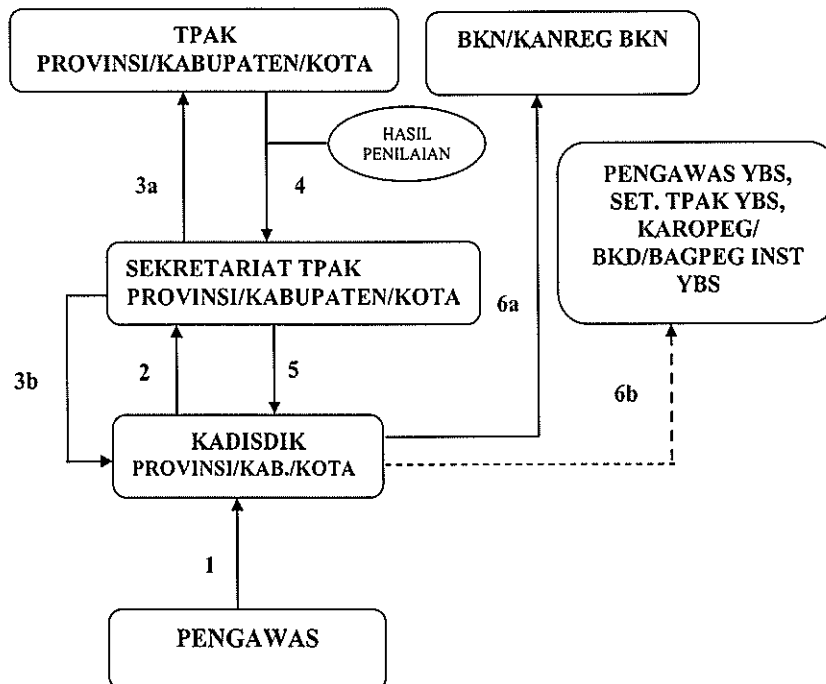 TPAK
PROVINSI/KABUPATEN/KOTA
BKN/KANREG BKN
HASIL
PENILAIAN
3a
4
PENGAWAS YBS,
SET. TPAK YBS,
KAROPEG/
BKD/BAGPEG INST
YBS
SEKRETARIAT TPAK
PROVINSI/KABUPATEN/KOTA
6a
3b
2
5
6b
KADISDIK
PROVINSI/KAB./KOTA
1
PENGAWAS